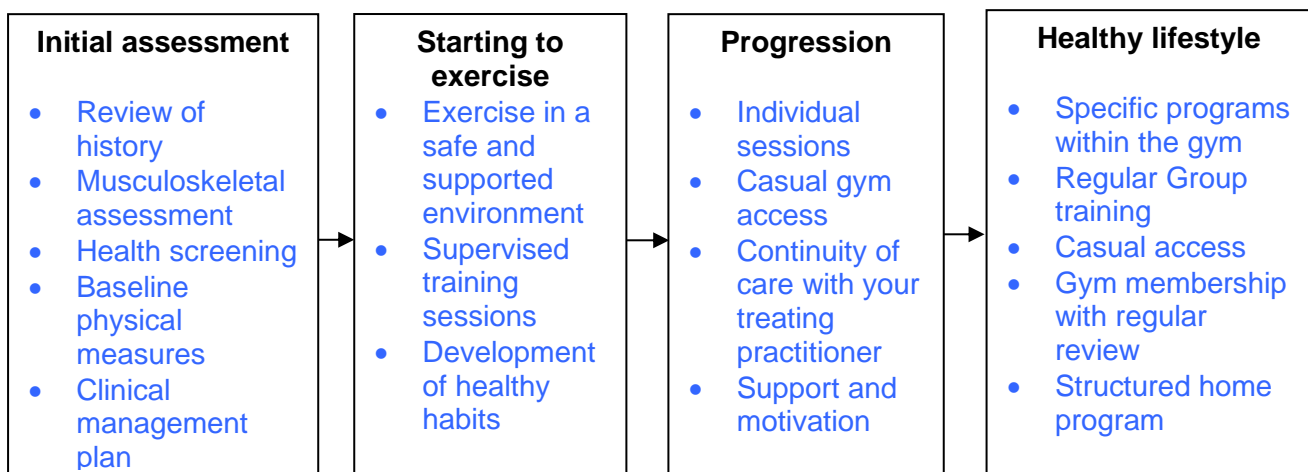 Initial assessment
• Review of
history
• Musculoskeletal
assessment
• Health screening
• Baseline
physical
measures
• Clinical
management
plan
Starting to
exercise
• Exercise in a
safe and
supported
environment
• Supervised
training
sessions
• Development
of healthy
habits
Progression
• Individual
sessions
• Casual gym
access
• Continuity of
care with your
treating
practitioner
• Support and
motivation
Healthy lifestyle
• Specific programs
within the gym
• Regular Group
training
• Casual access
• Gym membership
with regular
review
• Structured home
program